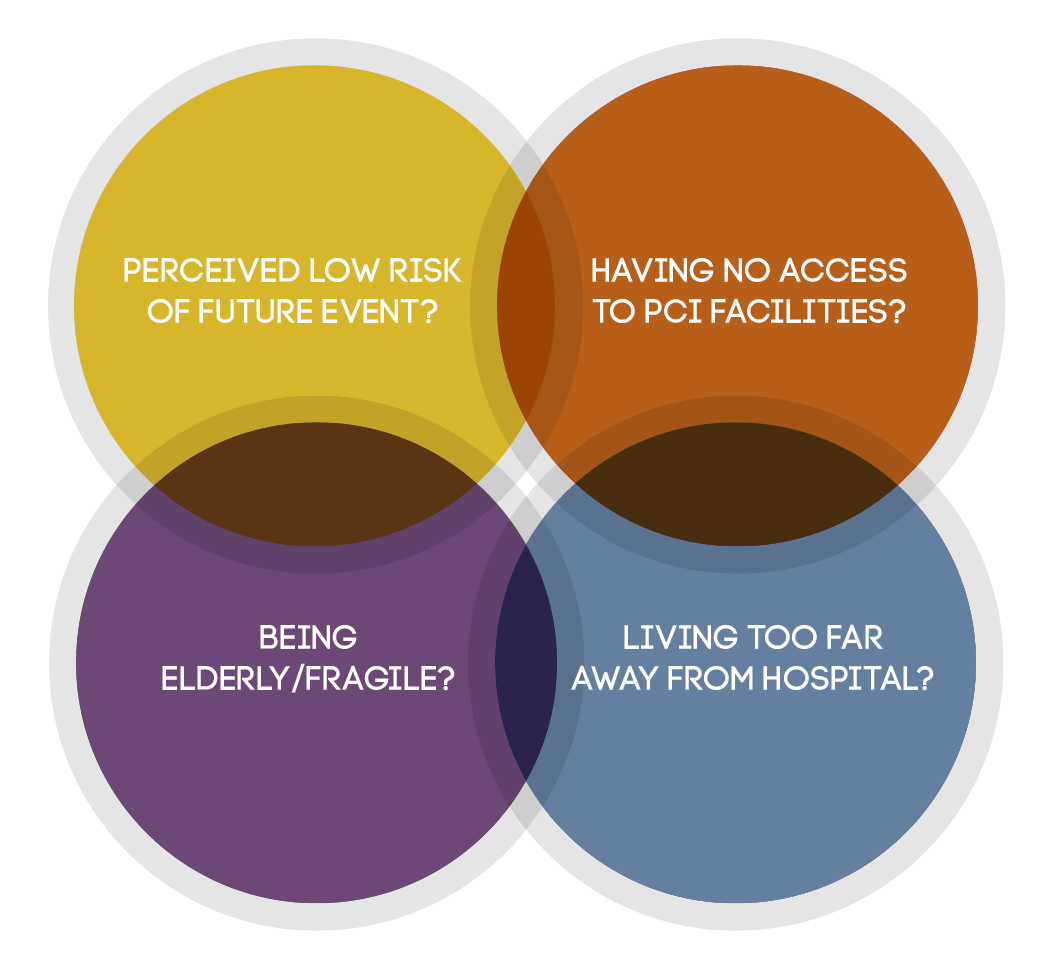 PERCEIVED LOW RISK
OF FUTURE EVENT?
HAVING NO ACCESS
TO PCI FACILITIES?
BEING
ELDERLY/FRAGILE?
LIVING TOO FAR
AWAY FROM HOSPITAL?